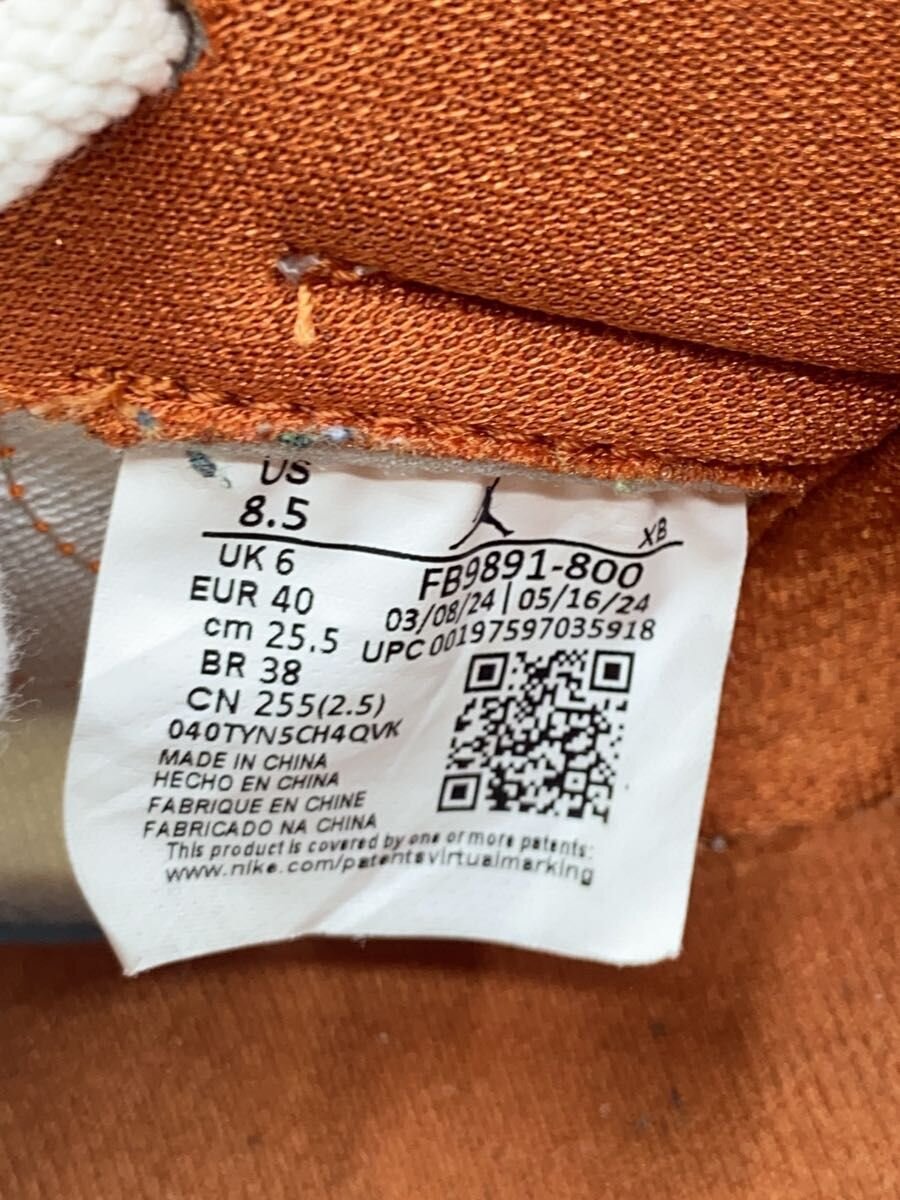 US
8.5
XB
UK 6
EUR 40
cm 25.5
BR 38
CN 255(2.5)
FB9891-800
03/08/24 | 05/16/24
UPC 00197597035918
040TYN5CH4QVK
MADE IN CHINA
HECHO EN CHINA
FABRIQUE EN CHINE
FABRICADO NA CHINA
This product is covered by one or more patents:
www.nike.com/patentsvirtualmarking